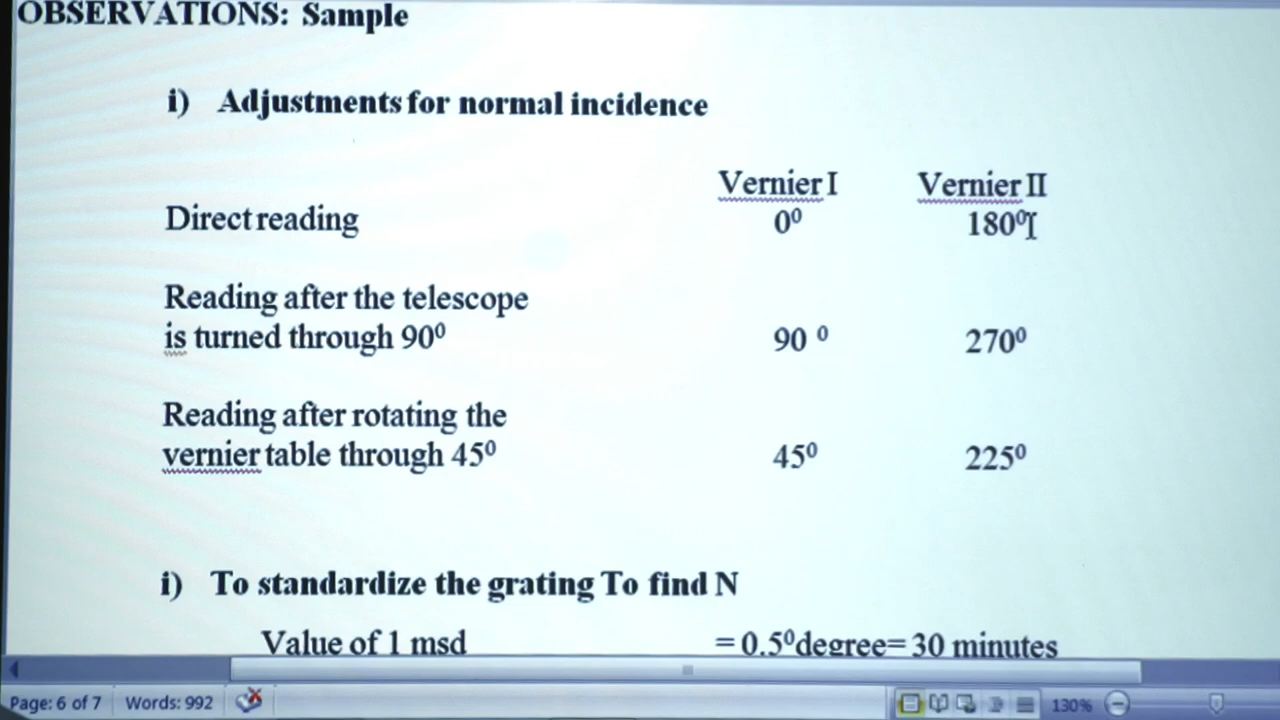 OBSERVATIONS: Sample
i) Adjustments for normal incidence
Vernier I Vernier II
Direct reading 0⁰ 180⁰
Reading after the telescope
is turned through 90⁰ 90 ⁰ 270⁰
Reading after rotating the
vernier table through 45⁰ 45⁰ 225⁰
i) To standardize the grating To find N
Value of 1 msd = 0.5⁰degree= 30 minutes
Page: 6 of 7 Words: 992 130%